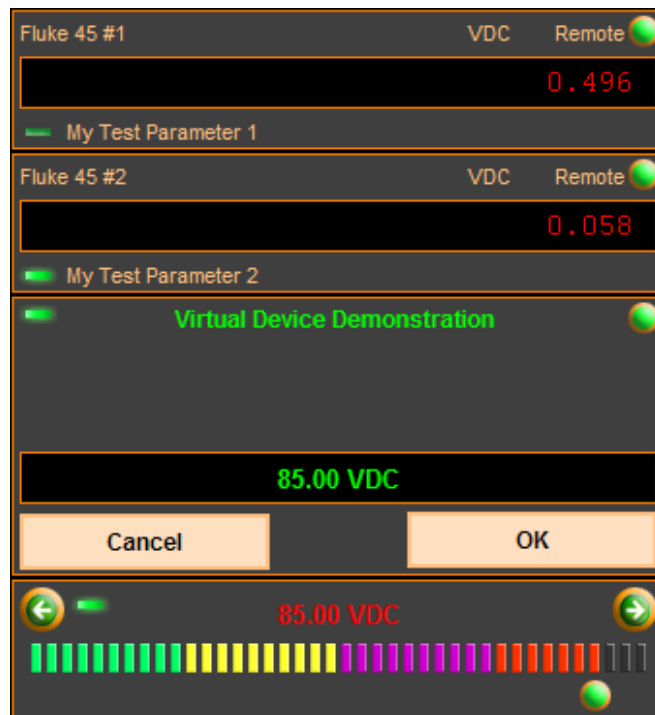 Fluke 45 #1 VDC Remote
0.496
My Test Parameter 1
Fluke 45 #2 VDC Remote
0.058
My Test Parameter 2
Virtual Device Demonstration
85.00 VDC
Cancel OK
85.00 VDC